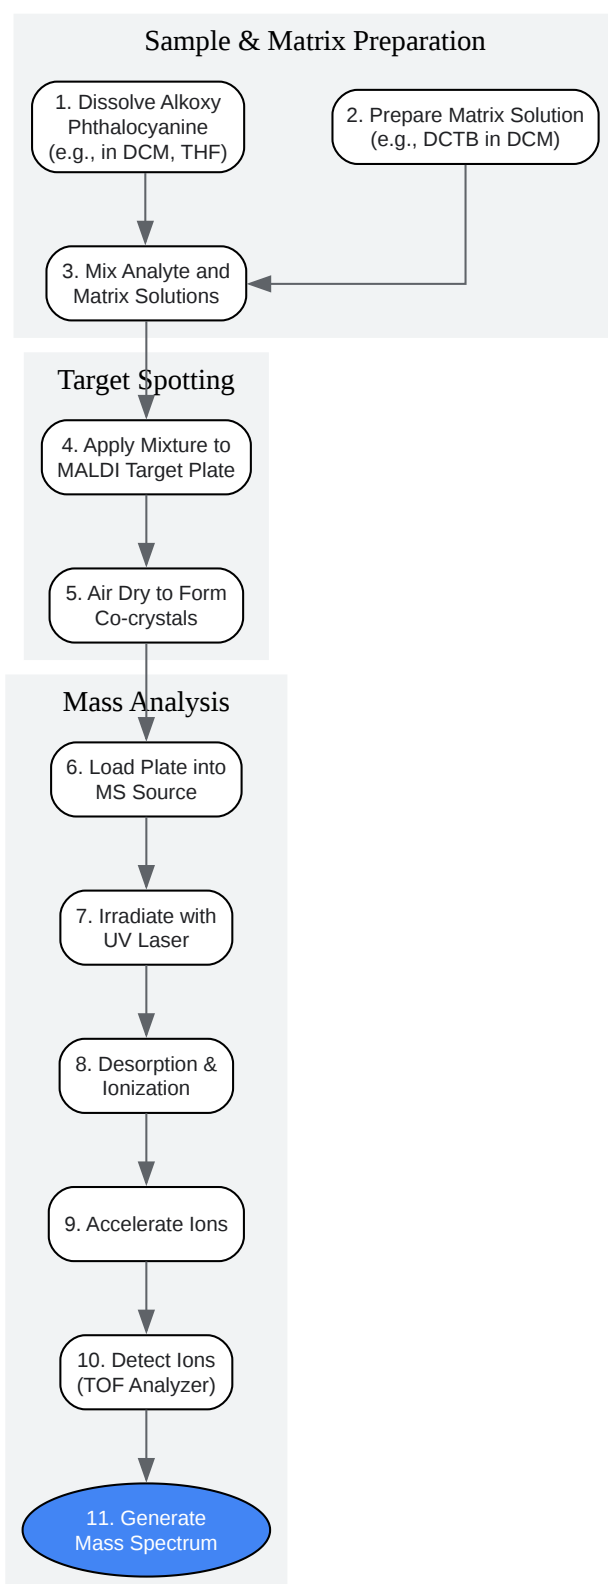 Sample & Matrix Preparation
1. Dissolve Alkoxy
Phthalocyanine
(e.g., in DCM, THF)
2. Prepare Matrix Solution
(e.g., DCTB in DCM)
3. Mix Analyte and
Matrix Solutions
Target Spotting
4. Apply Mixture to
MALDI Target Plate
5. Air Dry to Form
Co-crystals
Mass Analysis
6. Load Plate into
MS Source
7. Irradiate with
UV Laser
8. Desorption &
Ionization
9. Accelerate Ions
10. Detect Ions
(TOF Analyzer)
11. Generate
Mass Spectrum